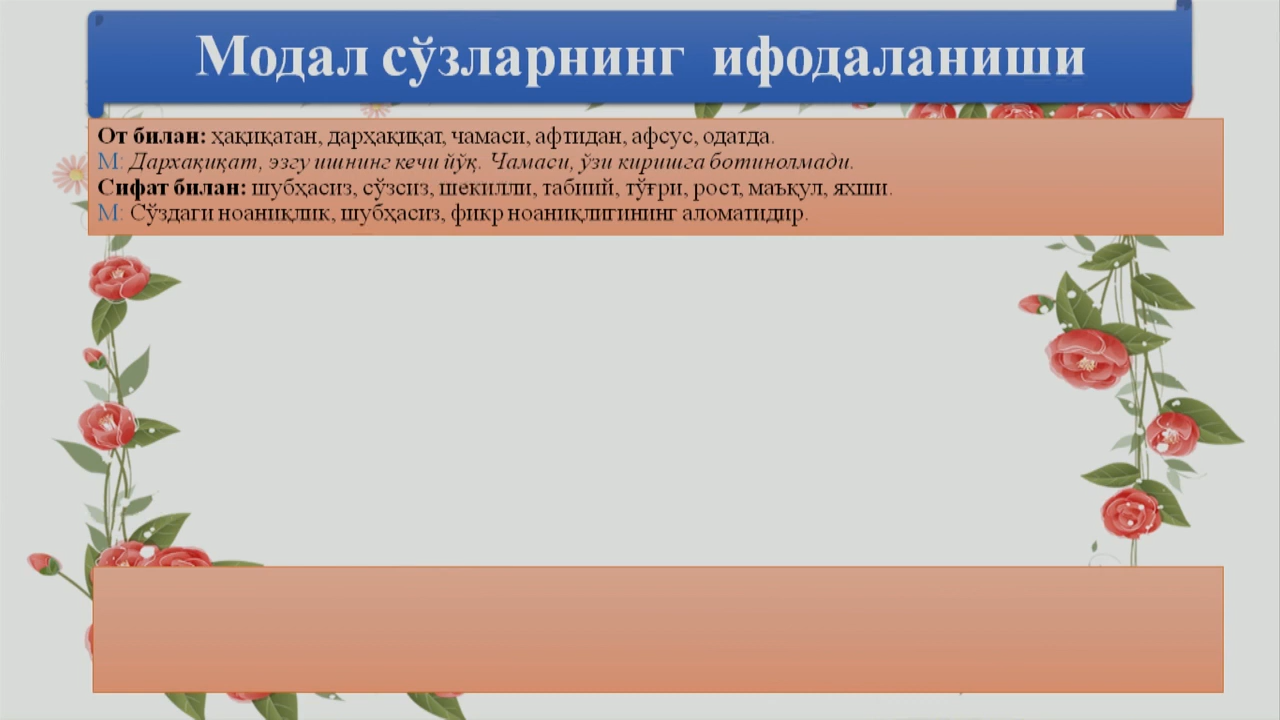 Модал сўзларнинг ифодаланиши
От билан: ҳақиқатан, дарҳақиқат, чамаси, афтидан, афсус, одатда.
М: Дархақиқат, эзгу ишнинг кечи йўқ. Чамаси, ўзи киришга ботинолмади.
Сифат билан: шубҳасиз, сўзсиз, шекилли, табиий, тўғри, рост, маъқул, яхши.
М: Сўздаги ноаниқлик, шубҳасиз, фикр ноаниқлигининг аломатидир.